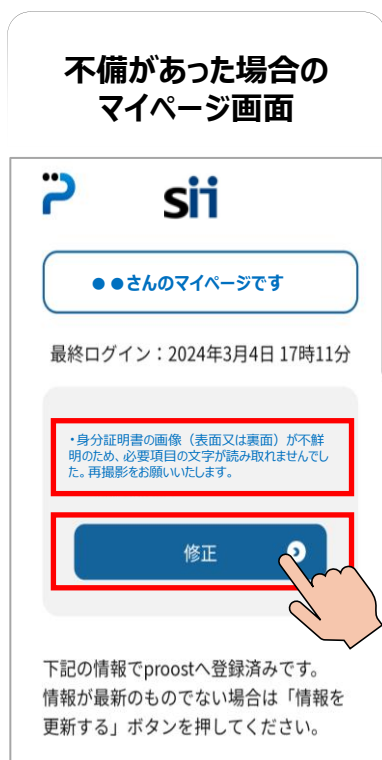 不備があった場合の
マイページ画面
sii
●●さんのマイページです
最終ログイン：2024年3月4日 17時11分
・身分証明書の画像（表面又は裏面）が不鮮
明のため、必要項目の文字が読み取れませんでし
た。再撮影をお願いいたします。
修正
下記の情報でproostへ登録済みです。
情報が最新のものでない場合は「情報を
更新する」ボタンを押してください。